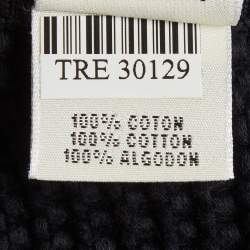 TRE 30129
100% COTON
100% COTTON
100% ALGODON